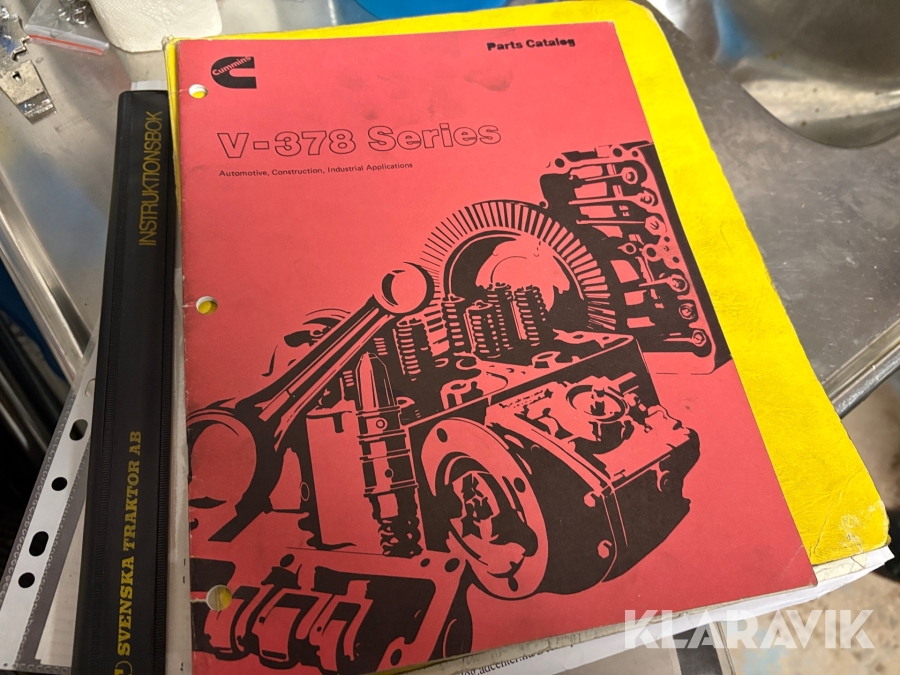 Cummins
Parts Catalog
V-378 Series
Automotive, Construction, Industrial Applications
INSTRUKTIONSBOK
SVENSKA TRAKTOR AB
KLARAVIK